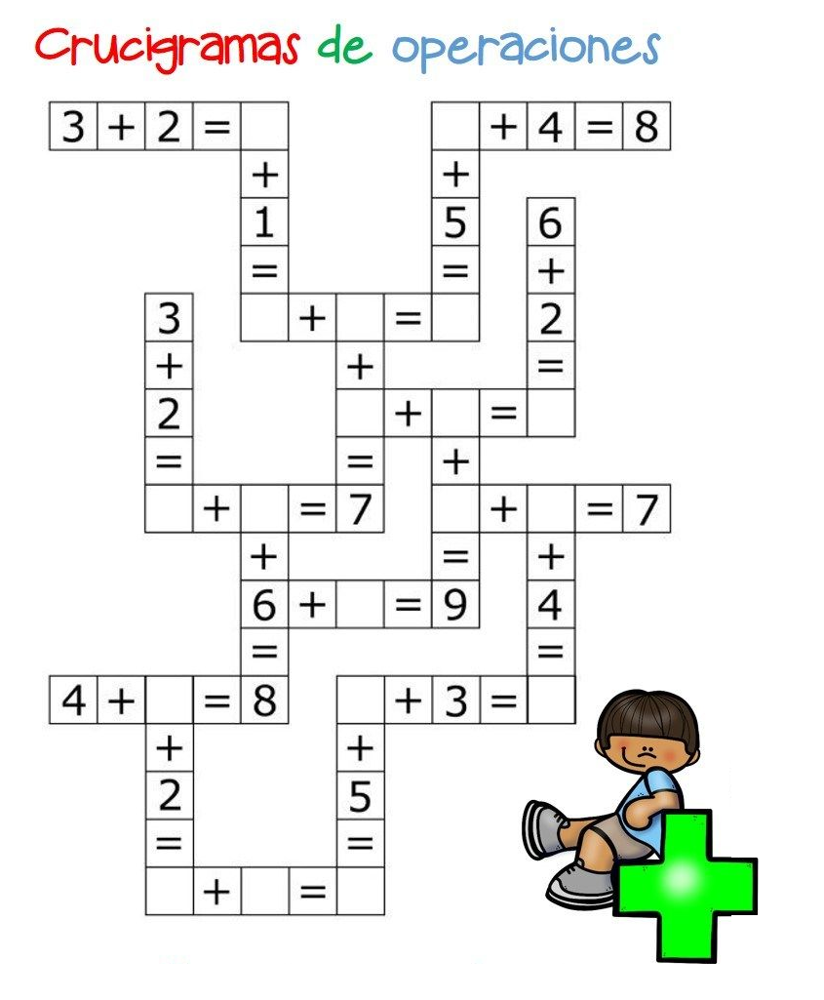 Crucigramas de operaciones
3 + 2 = + 4 = 8
+ +
1 5 6
= = +
3 + = 2
+ + =
2 + =
= = +
+ = 7 + = 7
+ = +
6 + = 9 4
= =
4 + = 8 + 3 =
+ +
2 5
= =
+ =